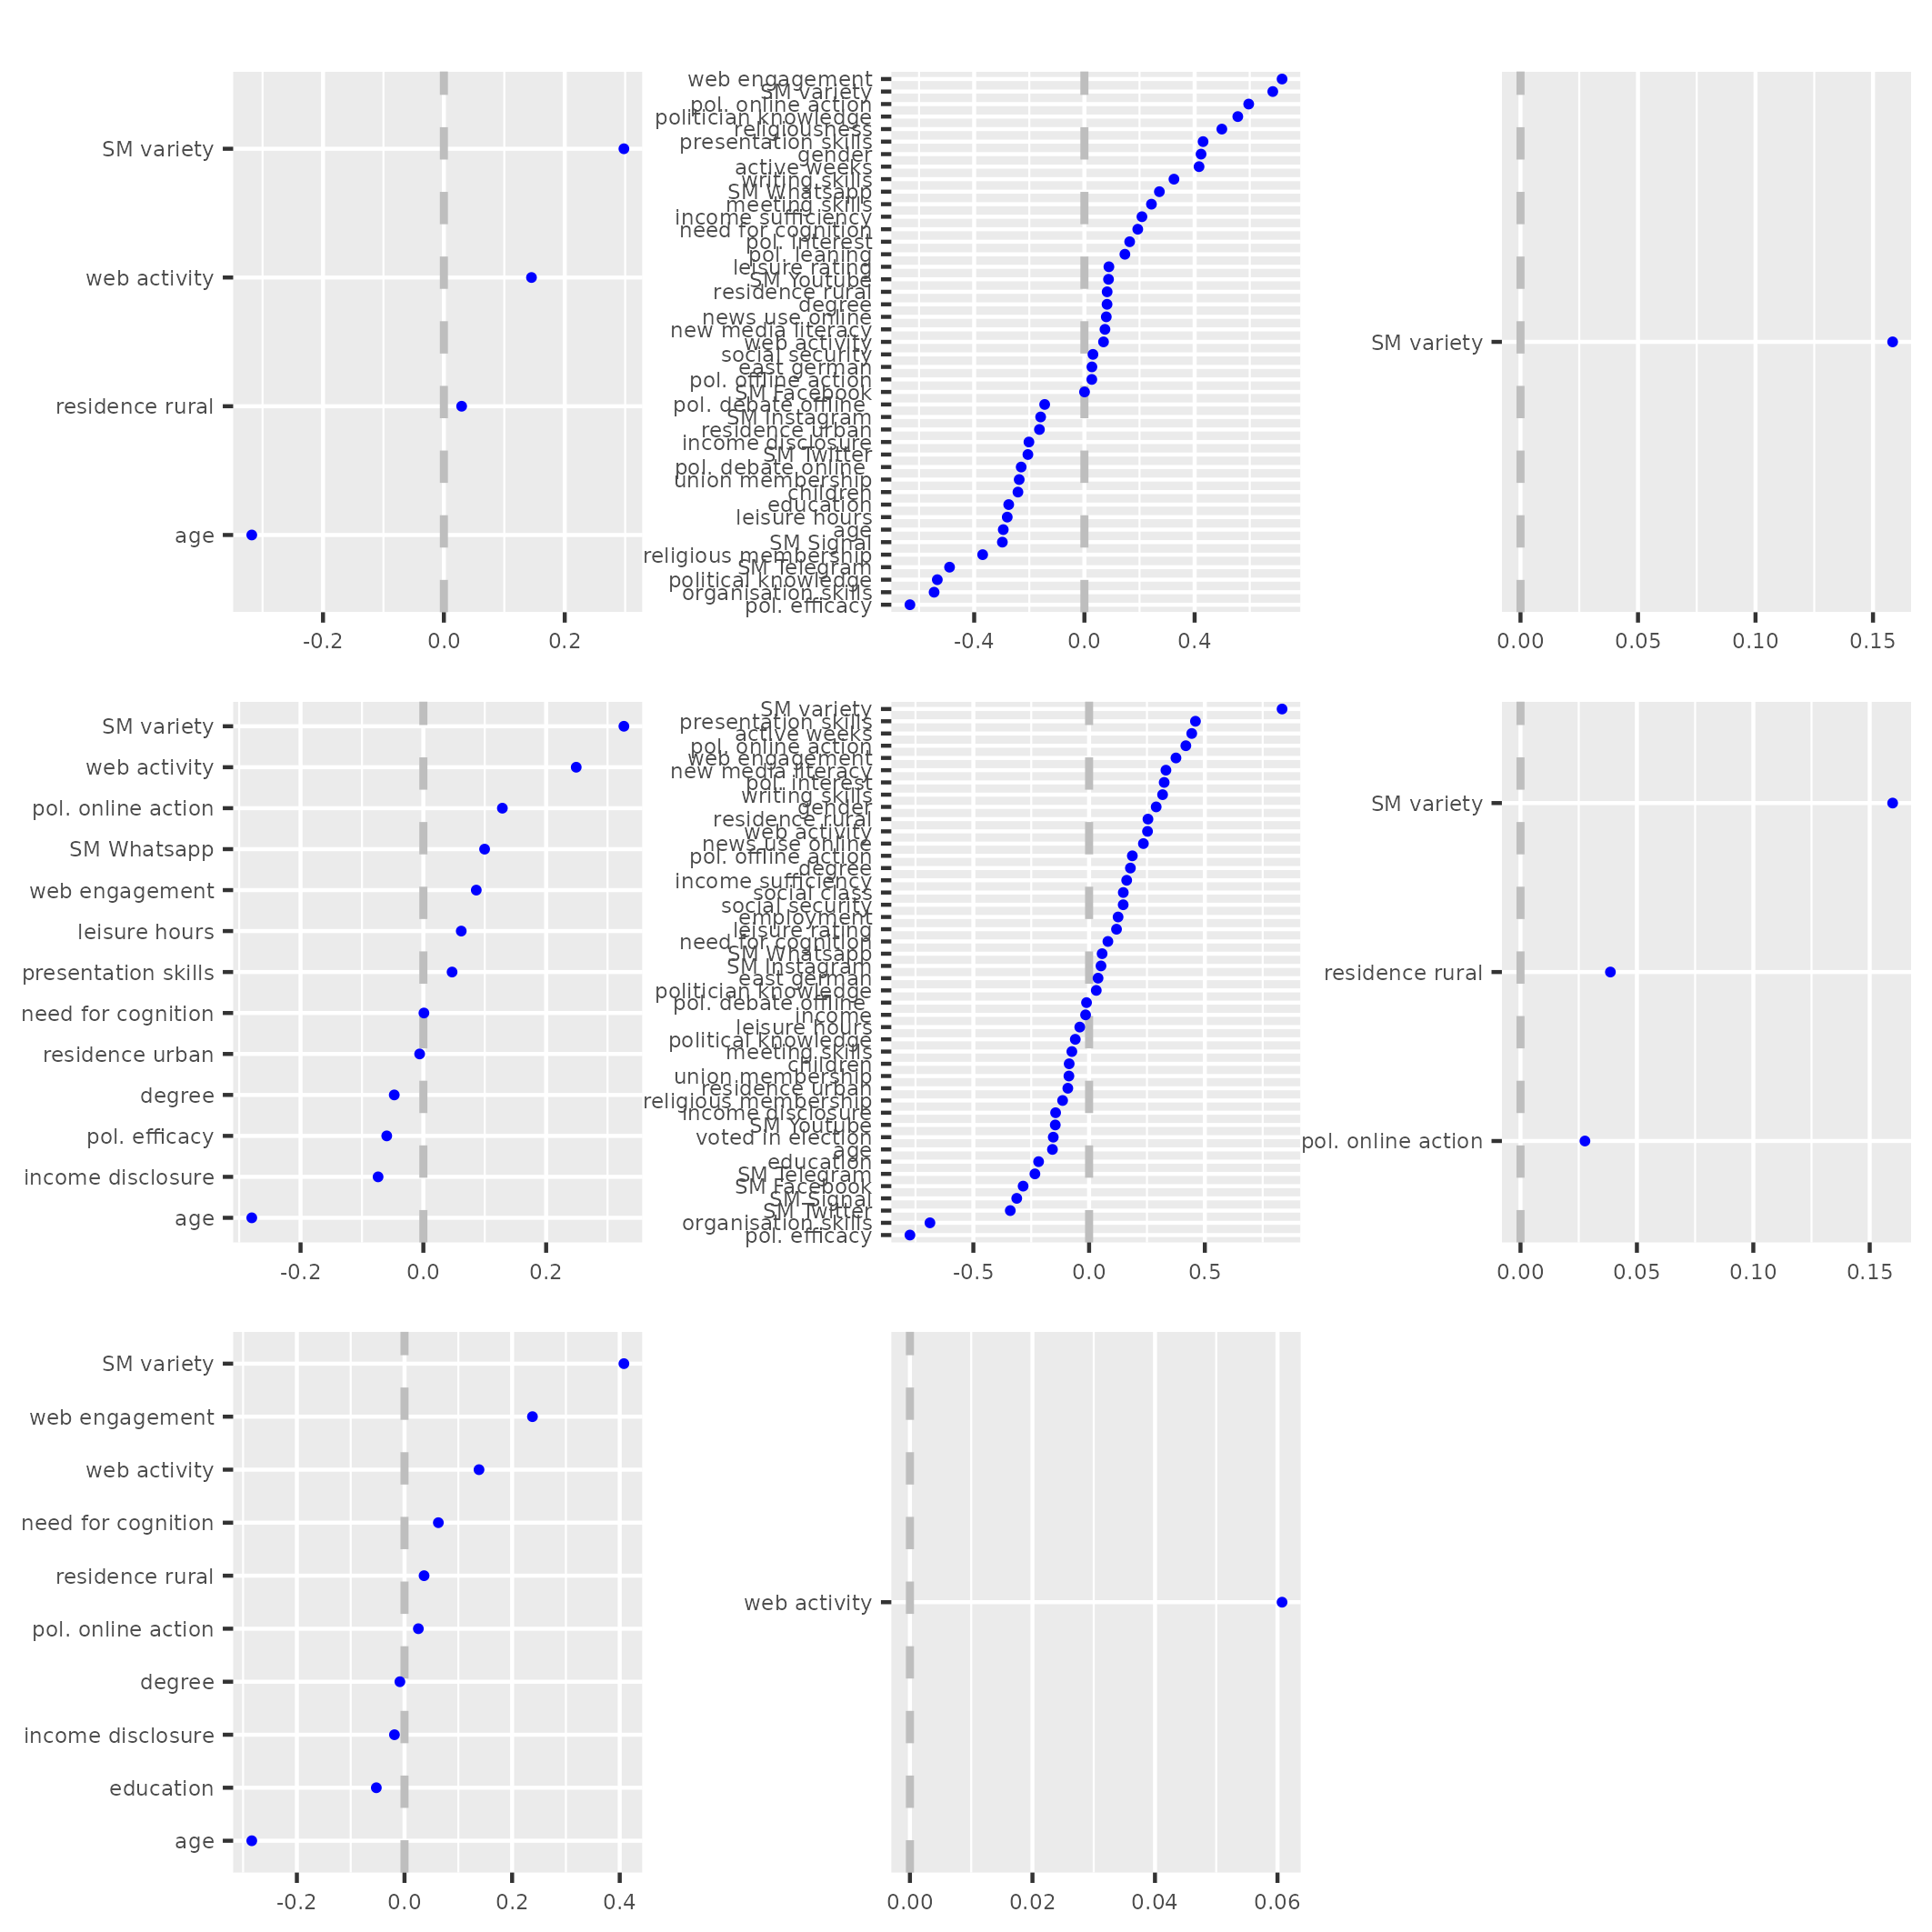 SM variety
web activity
residence rural
age
-0.2
0.0
0.2
web engagement
SM variety
pol. online action
politician knowledge
religiousness
presentation skills
gender
active weeks
writing skills
SM Whatsapp
meeting skills
income sufficiency
need for cognition
pol. interest
pol. leaning
leisure rating
SM Youtube
residence rural
degree
news use online
new media literacy
web activity
social security
east german
pol. offline action
SM Facebook
pol. debate offline
SM Instagram
residence urban
income disclosure
SM Twitter
pol. debate online
union membership
children
education
leisure hours
age
SM Signal
religious membership
SM Telegram
political knowledge
organisation skills
pol. efficacy
-0.4
0.0
0.4
SM variety
0.00
0.05
0.10
0.15
SM variety
web activity
pol. online action
SM Whatsapp
web engagement
leisure hours
presentation skills
need for cognition
residence urban
degree
pol. efficacy
income disclosure
age
-0.2
0.0
0.2
SM variety
presentation skills
active weeks
pol. online action
web engagement
new media literacy
pol. interest
writing skills
gender
residence rural
web activity
news use online
pol. offline action
degree
income sufficiency
social class
social security
employment
leisure rating
need for cognition
SM Whatsapp
SM Instagram
east german
politician knowledge
pol. debate offline
income
leisure hours
political knowledge
meeting skills
children
union membership
residence urban
religious membership
income disclosure
SM Youtube
voted in election
age
education
SM Telegram
SM Facebook
SM Signal
SM Twitter
organisation skills
pol. efficacy
-0.5
0.0
0.5
SM variety
residence rural
pol. online action
0.00
0.05
0.10
0.15
SM variety
web engagement
web activity
need for cognition
residence rural
pol. online action
degree
income disclosure
education
age
-0.2
0.0
0.2
0.4
web activity
0.00
0.02
0.04
0.06